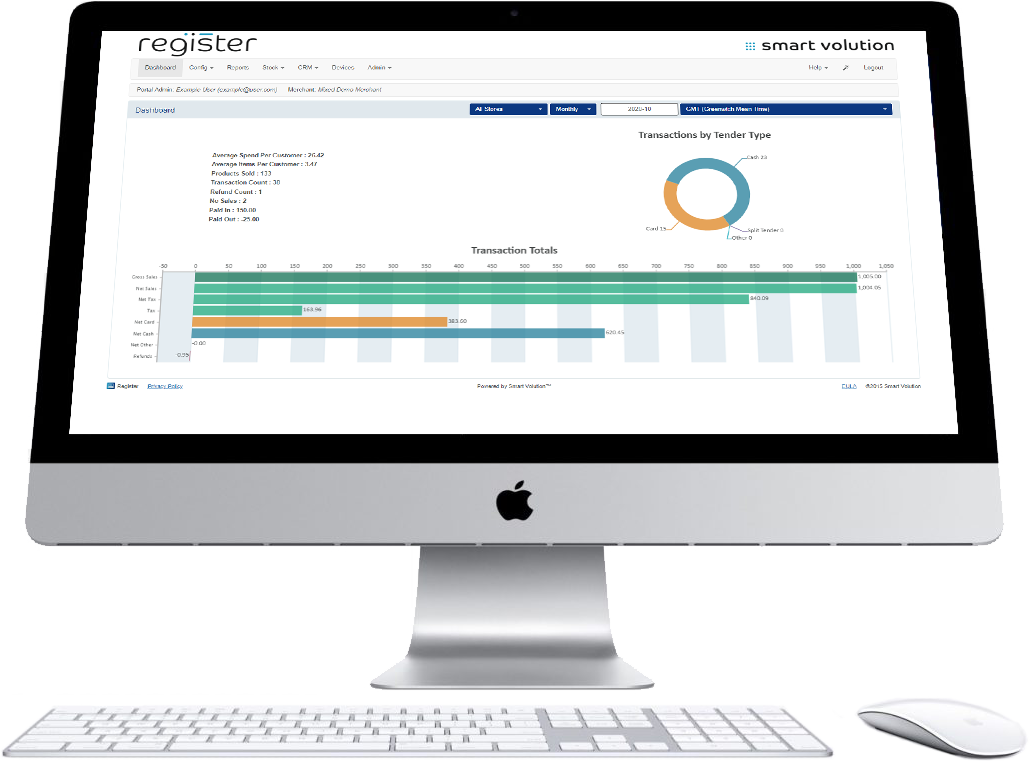 register
smart volution
Dashboard Config Reports Stock CRM Devices Admin Help Logout
Portal Admin: Example User (example@user.com) Merchant: Mixed Demo Merchant
Dashboard All Stores Monthly 2020-10 GMT (Greenwich Mean Time)
Transactions by Tender Type
Average Spend Per Customer : 26.42
Average Items Per Customer : 3.47
Products Sold : 133
Transaction Count : 38
Refund Count : 1
No Sales : 2
Paid In : 150.00
Paid Out : -25.00
Cash 23
Card 15
Split Tender 0
Other 0
Transaction Totals
-50 0 50 100 150 200 250 300 350 400 450 500 550 600 650 700 750 800 850 900 950 1,000 1,050
Gross Sales 1,005.00
Net Sales 1,004.05
Net Tax 840.09
Tax 163.96
Net Card 383.60
Net Cash 620.45
Net Other -0.00
Refunds 0.95
Register Privacy Policy Powered by Smart Volution™ EULA ©2015 Smart Volution